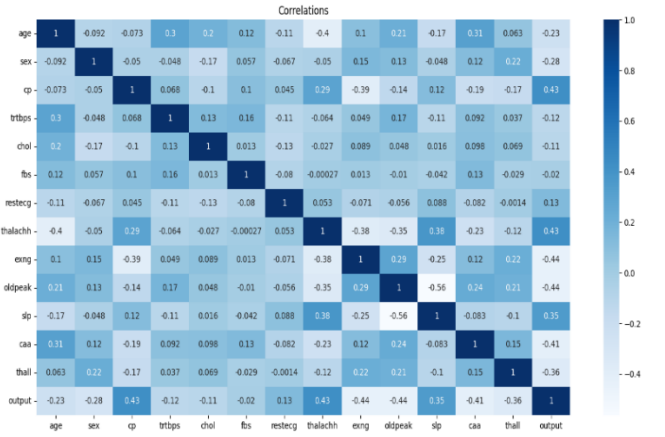 Correlations
age 1 -0.092 -0.073 0.3 0.2 0.12 -0.11 -0.4 0.1 0.21 -0.17 0.31 0.063 -0.23
sex -0.092 1 -0.05 -0.048 -0.17 0.057 -0.067 -0.05 0.15 0.13 -0.048 0.12 0.22 -0.28
cp -0.073 -0.05 1 0.068 -0.1 0.1 0.045 0.29 -0.39 -0.14 0.12 -0.19 -0.17 0.43
trtbps 0.3 -0.048 0.068 1 0.13 0.16 -0.11 -0.064 0.049 0.17 -0.11 0.092 0.037 -0.12
chol 0.2 -0.17 -0.1 0.13 1 0.013 -0.13 -0.027 0.089 0.048 0.016 0.098 0.069 -0.11
fbs 0.12 0.057 0.1 0.16 0.013 1 -0.08 -0.00027 0.013 -0.01 -0.042 0.13 -0.029 -0.02
restecg -0.11 -0.067 0.045 -0.11 -0.13 -0.08 1 0.053 -0.071 -0.056 0.088 -0.082 -0.0014 0.13
thalachh -0.4 -0.05 0.29 -0.064 -0.027 -0.00027 0.053 1 -0.38 -0.35 0.38 -0.23 -0.12 0.43
exng 0.1 0.15 -0.39 0.049 0.089 0.013 -0.071 -0.38 1 0.29 -0.25 0.12 0.22 -0.44
oldpeak 0.21 0.13 -0.14 0.17 0.048 -0.01 -0.056 -0.35 0.29 1 -0.56 0.24 0.21 -0.44
slp -0.17 -0.048 0.12 -0.11 0.016 -0.042 0.088 0.38 -0.25 -0.56 1 -0.083 -0.1 0.35
caa 0.31 0.12 -0.19 0.092 0.098 0.13 -0.082 -0.23 0.12 0.24 -0.083 1 0.15 -0.41
thall 0.063 0.22 -0.17 0.037 0.069 -0.029 -0.0014 -0.12 0.22 0.21 -0.1 0.15 1 -0.36
output -0.23 -0.28 0.43 -0.12 -0.11 -0.02 0.13 0.43 -0.44 -0.44 0.35 -0.41 -0.36 1
age sex cp trtbps chol fbs restecg thalachh exng oldpeak slp caa thall output
1.0
0.8
0.6
0.4
0.2
0.0
−0.2
−0.4